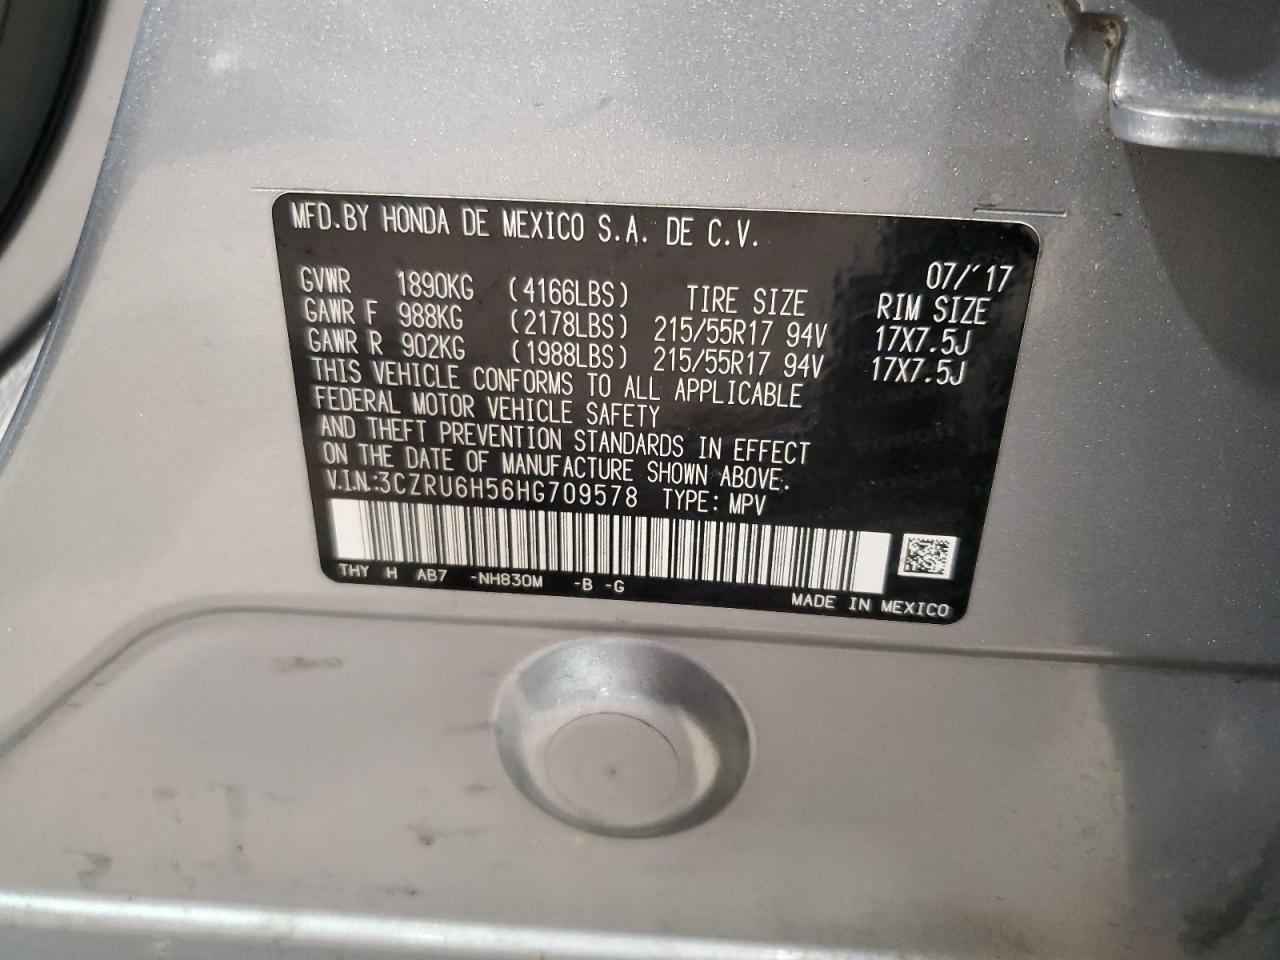 MFD.BY HONDA DE MEXICO S.A. DE C.V.
07/'17
GVWR 1890KG (4166LBS) TIRE SIZE RIM SIZE
GAWR F 988KG (2178LBS) 215/55R17 94V 17X7.5J
GAWR R 902KG (1988LBS) 215/55R17 94V 17X7.5J
THIS VEHICLE CONFORMS TO ALL APPLICABLE
FEDERAL MOTOR VEHICLE SAFETY
AND THEFT PREVENTION STANDARDS IN EFFECT
ON THE DATE OF MANUFACTURE SHOWN ABOVE.
V.I.N.:3CZRU6H56HG709578 TYPE: MPV
THY H AB7 -NH830M -B -G
MADE IN MEXICO